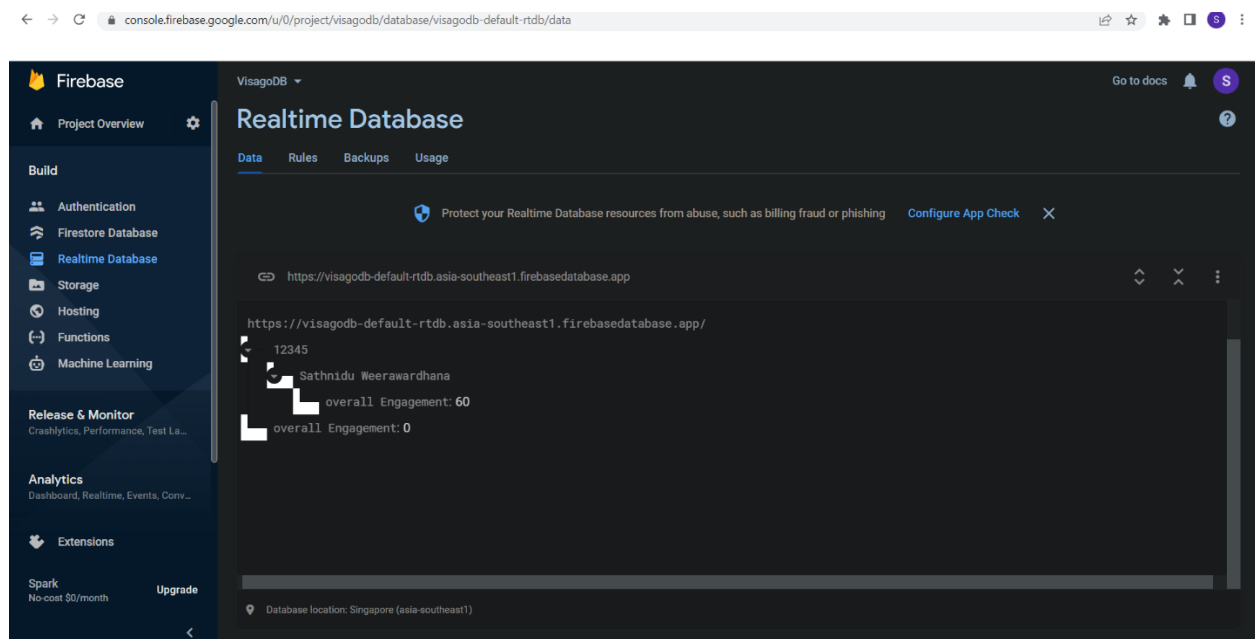 console.firebase.google.com/u/0/project/visagodb/database/visagodb-default-rtdb/data
S
Firebase
VisagoDB
Go to docs
S
Project Overview
Realtime Database
Data Rules Backups Usage
Build
Authentication
Firestore Database
Realtime Database
Storage
Hosting
Functions
Machine Learning
Protect your Realtime Database resources from abuse, such as billing fraud or phishing Configure App Check
https://visagodb-default-rtdb.asia-southeast1.firebasedatabase.app
https://visagodb-default-rtdb.asia-southeast1.firebasedatabase.app/
12345
Sathnidu Weerawardhana
overall Engagement: 60
overall Engagement: 0
Release & Monitor
Crashlytics, Performance, Test La...
Analytics
Dashboard, Realtime, Events, Conv...
Extensions
Spark
No-cost $0/month
Upgrade
Database location: Singapore (asia-southeast1)